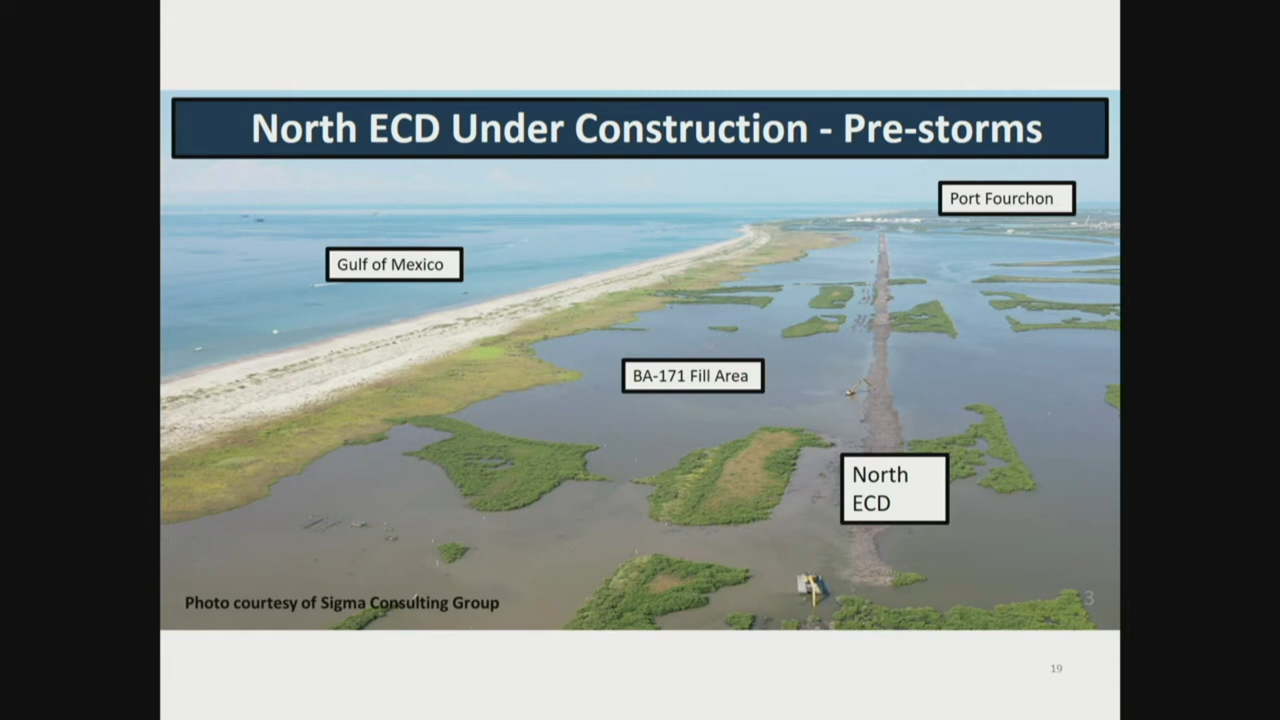 North ECD Under Construction - Pre-storms
Port Fourchon
Gulf of Mexico
BA-171 Fill Area
North
ECD
Photo courtesy of Sigma Consulting Group
3
19